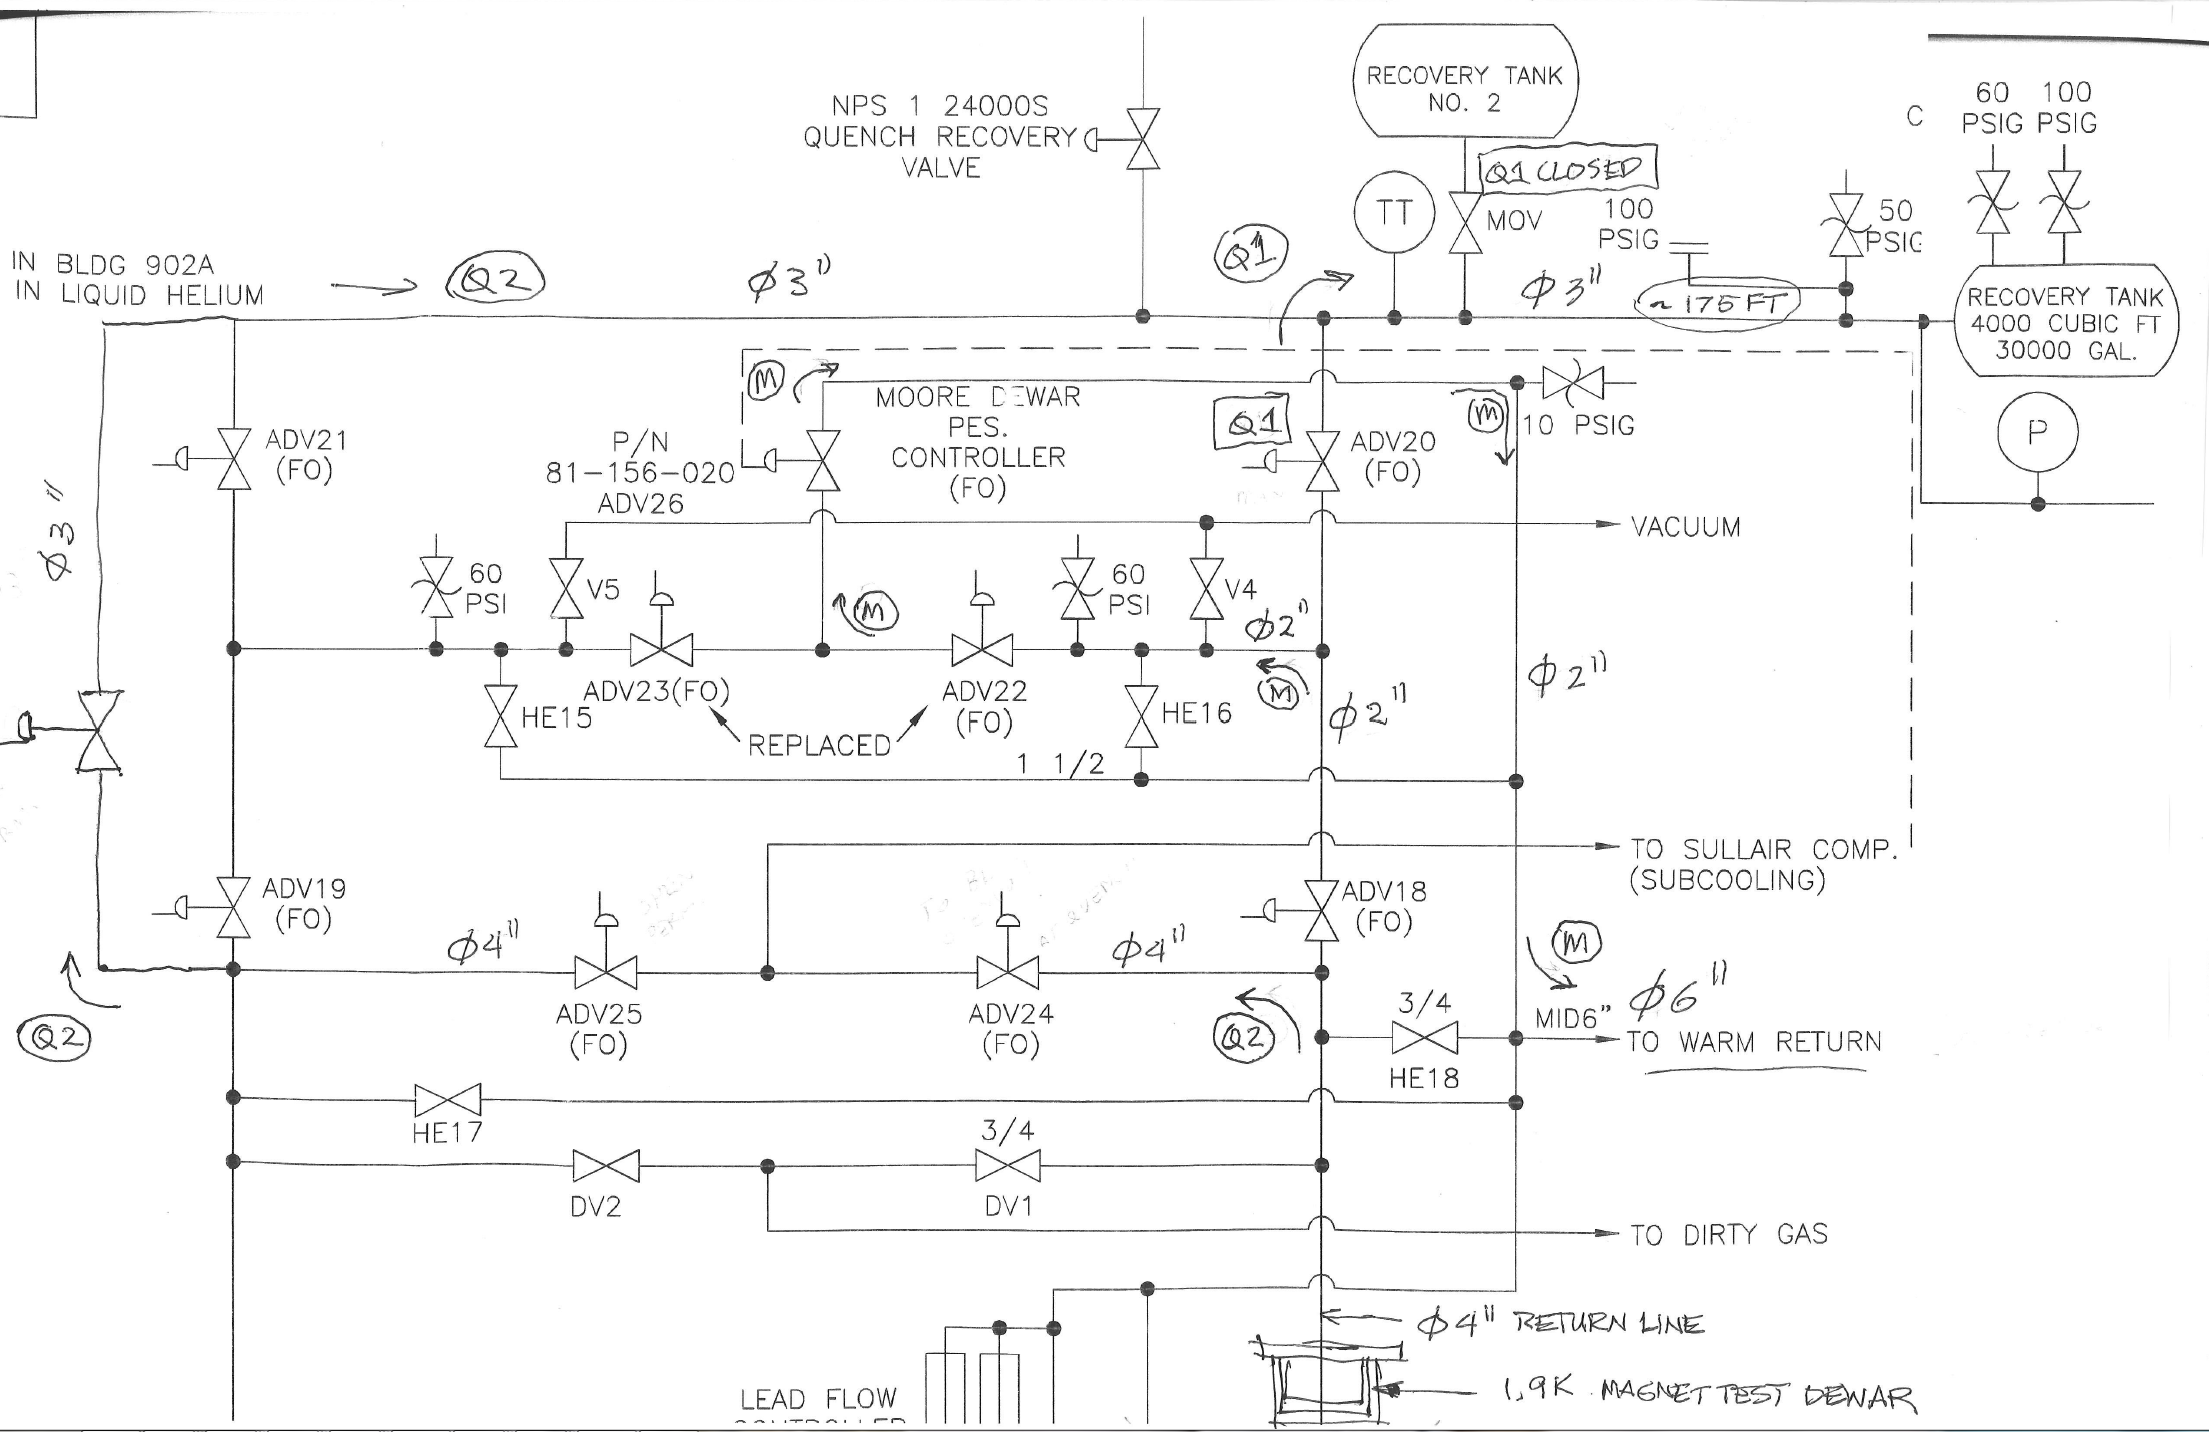 RECOVERY TANK
NO. 2
NPS 1 24000S
QUENCH RECOVERY
VALVE
Q1 CLOSED
TT
MOV
100
PSIG
50
PSIG
C
60
PSIG
100
PSIG
IN BLDG 902A
IN LIQUID HELIUM
Q2
φ3"
Q1
φ3"
~175 FT
RECOVERY TANK
4000 CUBIC FT
30000 GAL.
P
M
MOORE DEWAR
PES.
CONTROLLER
(FO)
Q1
M
10 PSIG
ADV21
(FO)
P/N
81-156-020
ADV26
ADV20
(FO)
VACUUM
φ3"
60
PSI
V5
M
60
PSI
V4
φ2"
ADV23(FO)
ADV22
(FO)
M
φ2"
φ2"
HE15
REPLACED
HE16
1 1/2
TO SULLAIR COMP.
(SUBCOOLING)
ADV19
(FO)
ADV18
(FO)
φ4"
φ4"
M
ADV25
(FO)
ADV24
(FO)
Q2
Q2
3/4
MID6"
φ6"
TO WARM RETURN
HE18
HE17
3/4
DV2
DV1
TO DIRTY GAS
φ4" RETURN LINE
LEAD FLOW
CONTROLLER
1.9K MAGNET TEST DEWAR